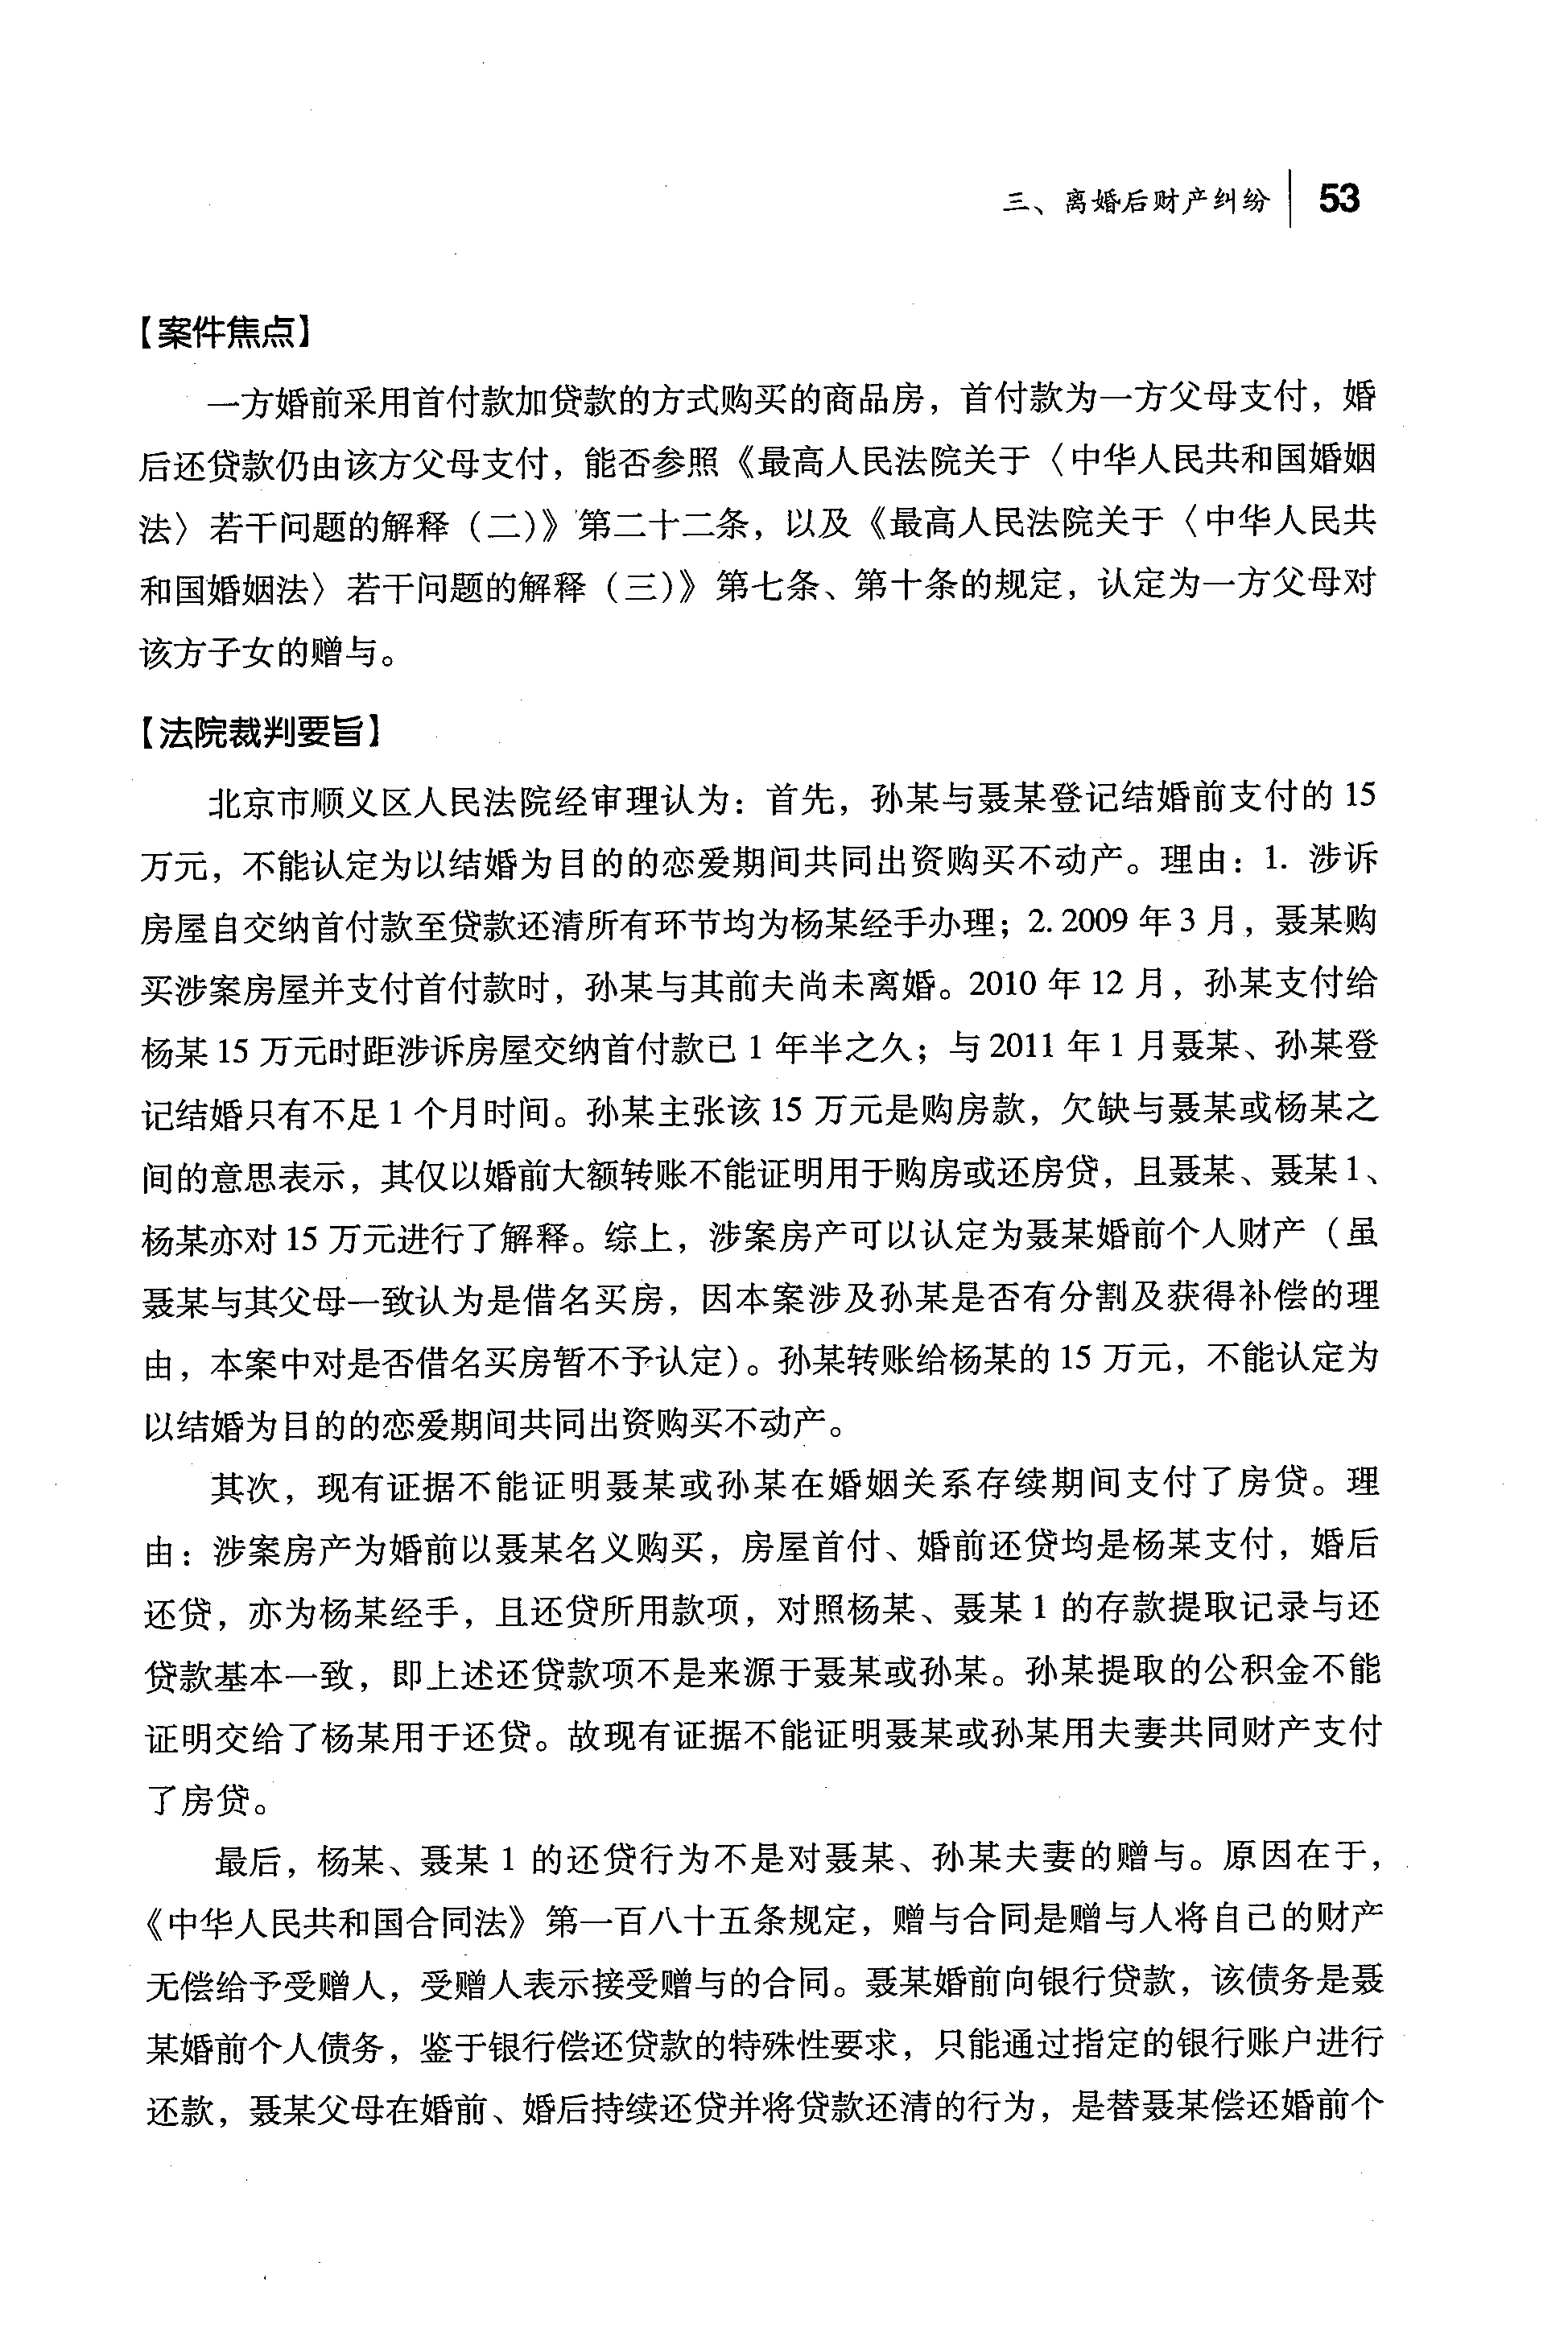 三、离婚后财产纠纷 53
【案件焦点】
一方婚前采用首付款加贷款的方式购买的商品房，首付款为一方父母支付，婚
后还贷款仍由该方父母支付，能否参照《最高人民法院关于〈中华人民共和国婚姻
法〉若干问题的解释（二）》第二十二条，以及《最高人民法院关于〈中华人民共
和国婚姻法〉若干问题的解释（三）》第七条、第十条的规定，认定为一方父母对
该方子女的赠与。
【法院裁判要旨】
北京市顺义区人民法院经审理认为：首先，孙某与聂某登记结婚前支付的 15
万元，不能认定为以结婚为目的的恋爱期间共同出资购买不动产。理由：1. 涉诉
房屋自交纳首付款至贷款还清所有环节均为杨某经手办理；2. 2009 年 3 月，聂某购
买涉案房屋并支付首付款时，孙某与其前夫尚未离婚。2010 年 12 月，孙某支付给
杨某 15 万元时距涉诉房屋交纳首付款已 1 年半之久；与 2011 年 1 月聂某、孙某登
记结婚只有不足 1 个月时间。孙某主张该 15 万元是购房款，欠缺与聂某或杨某之
间的意思表示，其仅以婚前大额转账不能证明用于购房或还房贷，且聂某、聂某 1、
杨某亦对 15 万元进行了解释。综上，涉案房产可以认定为聂某婚前个人财产（虽
聂某与其父母一致认为是借名买房，因本案涉及孙某是否有分割及获得补偿的理
由，本案中对是否借名买房暂不予认定）。孙某转账给杨某的 15 万元，不能认定为
以结婚为目的的恋爱期间共同出资购买不动产。
其次，现有证据不能证明聂某或孙某在婚姻关系存续期间支付了房贷。理
由：涉案房产为婚前以聂某名义购买，房屋首付、婚前还贷均是杨某支付，婚后
还贷，亦为杨某经手，且还贷所用款项，对照杨某、聂某 1 的存款提取记录与还
贷款基本一致，即上述还贷款项不是来源于聂某或孙某。孙某提取的公积金不能
证明交给了杨某用于还贷。故现有证据不能证明聂某或孙某用夫妻共同财产支付
了房贷。
最后，杨某、聂某 1 的还贷行为不是对聂某、孙某夫妻的赠与。原因在于，
《中华人民共和国合同法》第一百八十五条规定，赠与合同是赠与人将自己的财产
无偿给予受赠人，受赠人表示接受赠与的合同。聂某婚前向银行贷款，该债务是聂
某婚前个人债务，鉴于银行偿还贷款的特殊性要求，只能通过指定的银行账户进行
还款，聂某父母在婚前、婚后持续还贷并将贷款还清的行为，是替聂某偿还婚前个